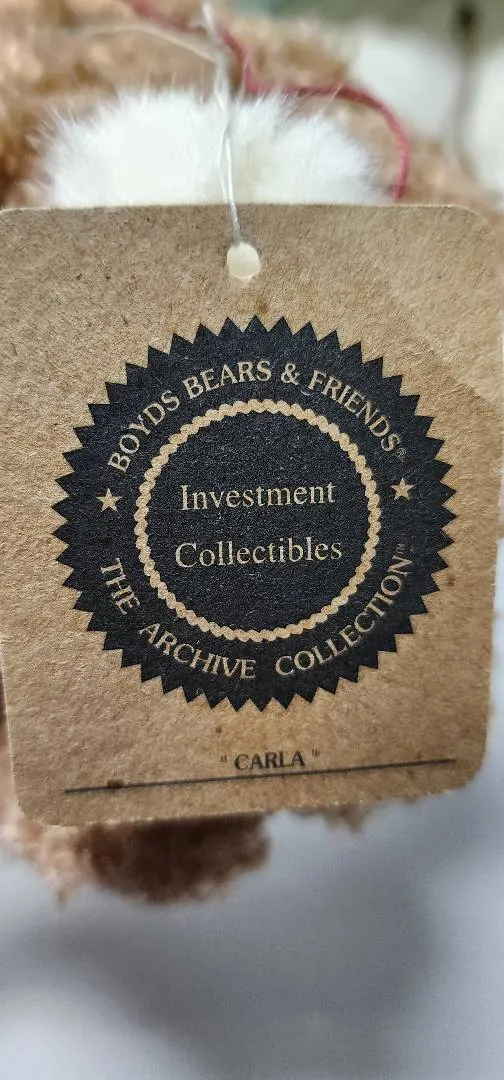 BOYDS BEARS & FRIENDS®
Investment
Collectibles
THE ARCHIVE COLLECTION™
" CARLA "